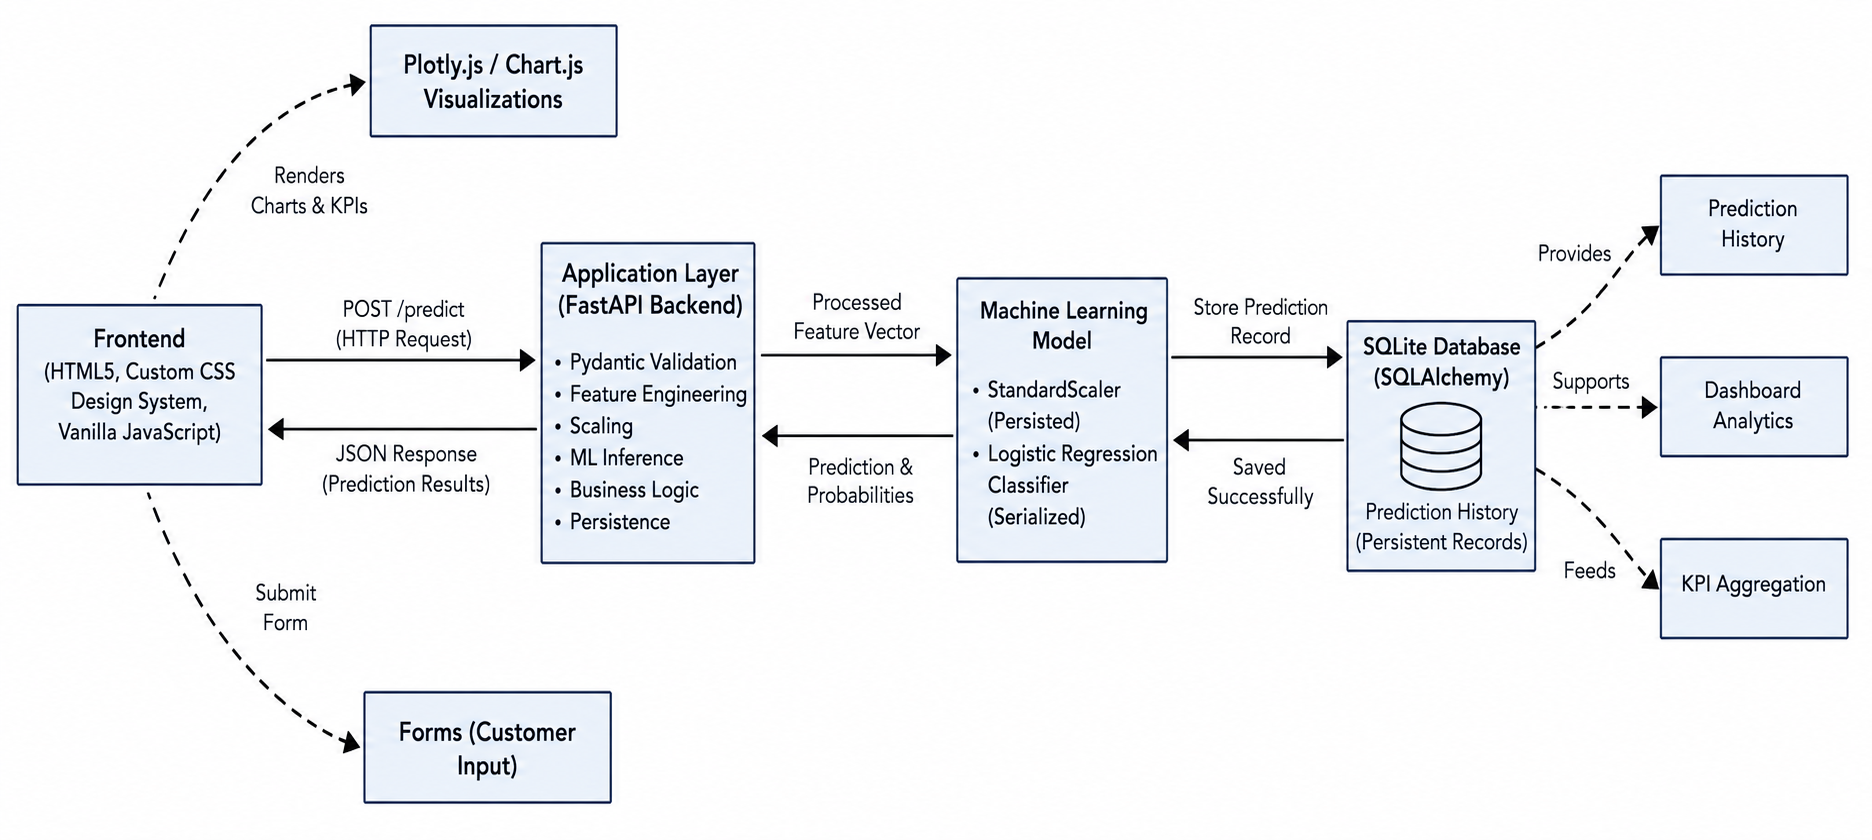 Plotly.js / Chart.js
Visualizations
Renders
Charts & KPIs
Frontend
(HTML5, Custom CSS
Design System,
Vanilla JavaScript)
POST /predict
(HTTP Request)
JSON Response
(Prediction Results)
Submit
Form
Forms (Customer
Input)
Application Layer
(FastAPI Backend)
• Pydantic Validation
• Feature Engineering
• Scaling
• ML Inference
• Business Logic
• Persistence
Processed
Feature Vector
Prediction &
Probabilities
Machine Learning
Model
• StandardScaler
(Persisted)
• Logistic Regression
Classifier
(Serialized)
Store Prediction
Record
Saved
Successfully
SQLite Database
(SQLAlchemy)
Prediction History
(Persistent Records)
Provides
Prediction
History
Supports
Dashboard
Analytics
Feeds
KPI Aggregation